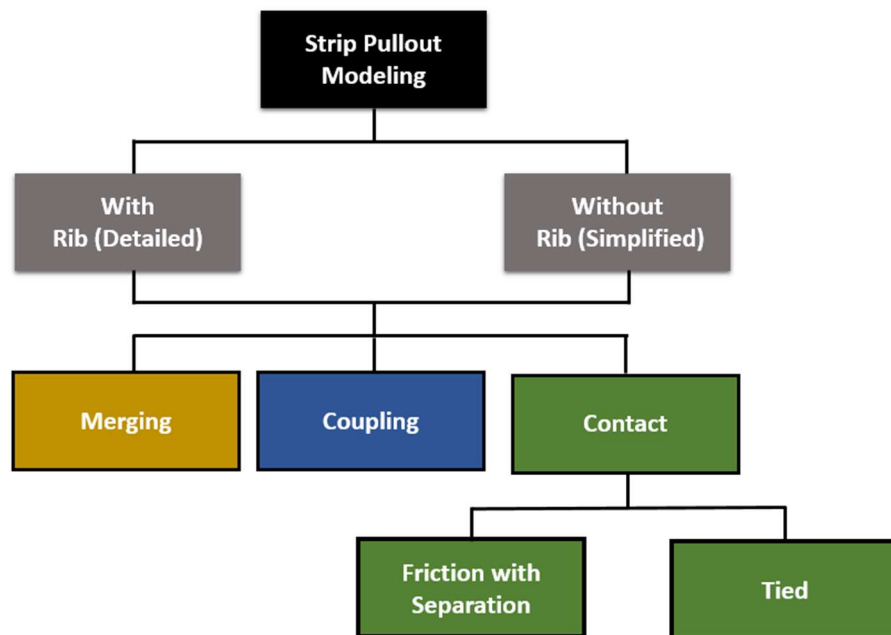 Strip Pullout
Modeling
With
Rib (Detailed)
Without
Rib (Simplified)
Merging
Coupling
Contact
Friction with
Separation
Tied